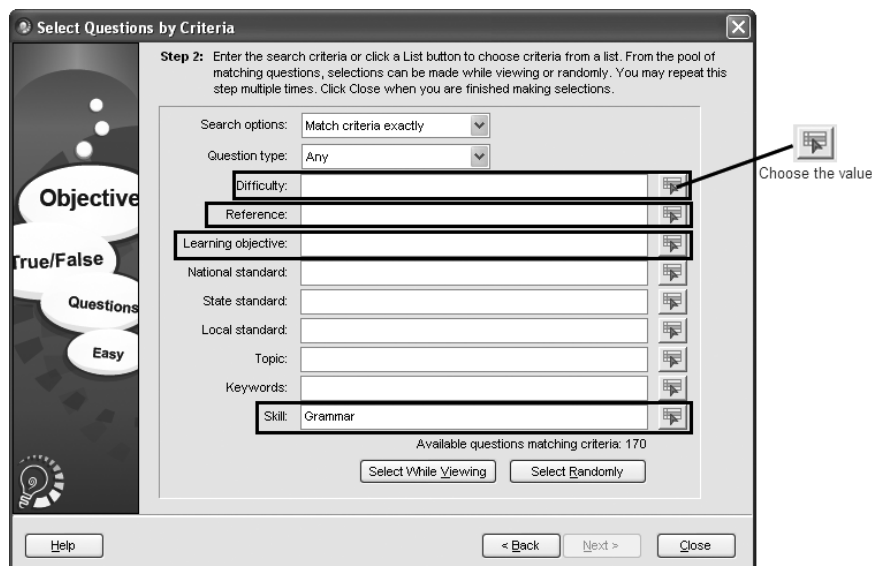 Select Questions by Criteria
Step 2: Enter the search criteria or click a List button to choose criteria from a list. From the pool of
matching questions, selections can be made while viewing or randomly. You may repeat this
step multiple times. Click Close when you are finished making selections.
Search options: Match criteria exactly
Question type: Any
Choose the value
Difficulty:
Reference:
Learning objective:
National standard:
State standard:
Local standard:
Topic:
Keywords:
Skill: Grammar
Available questions matching criteria: 170
Select While Viewing Select Randomly
Objective
True/False
Questions
Easy
Help < Back Next > Close